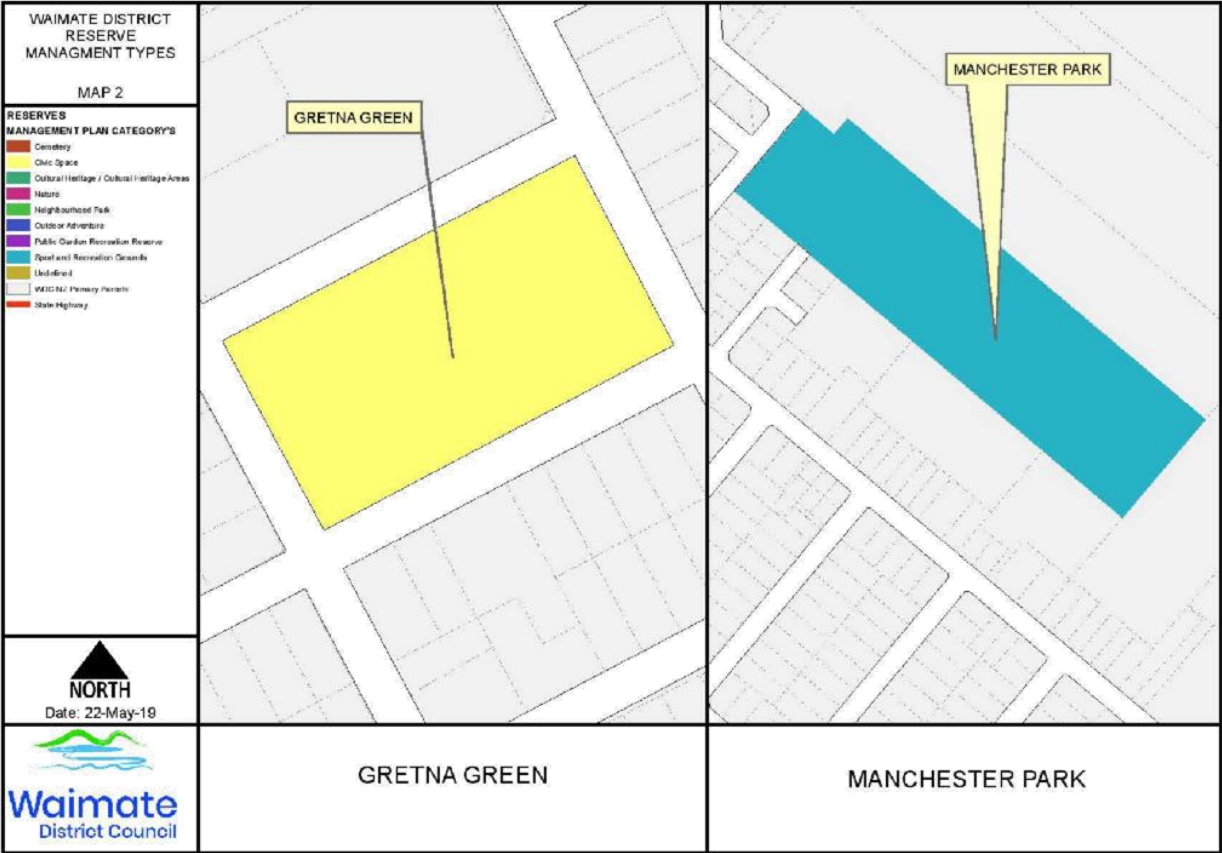 WAIMATE DISTRICT
RESERVE
MANAGMENT TYPES
MAP 2
RESERVES
MANAGEMENT PLAN CATEGORY'S
Cemetery
Civic Space
Cultural Heritage / Cultural Heritage Areas
Nature
Neighbourhood Park
Outdoor Adventure
Public Garden Recreation Reserve
Sport and Recreation Grounds
Undefined
WDC NZ Primary Parcels
State Highway
NORTH
Date: 22-May-19
Waimate
District Council
GRETNA GREEN
MANCHESTER PARK
GRETNA GREEN
MANCHESTER PARK